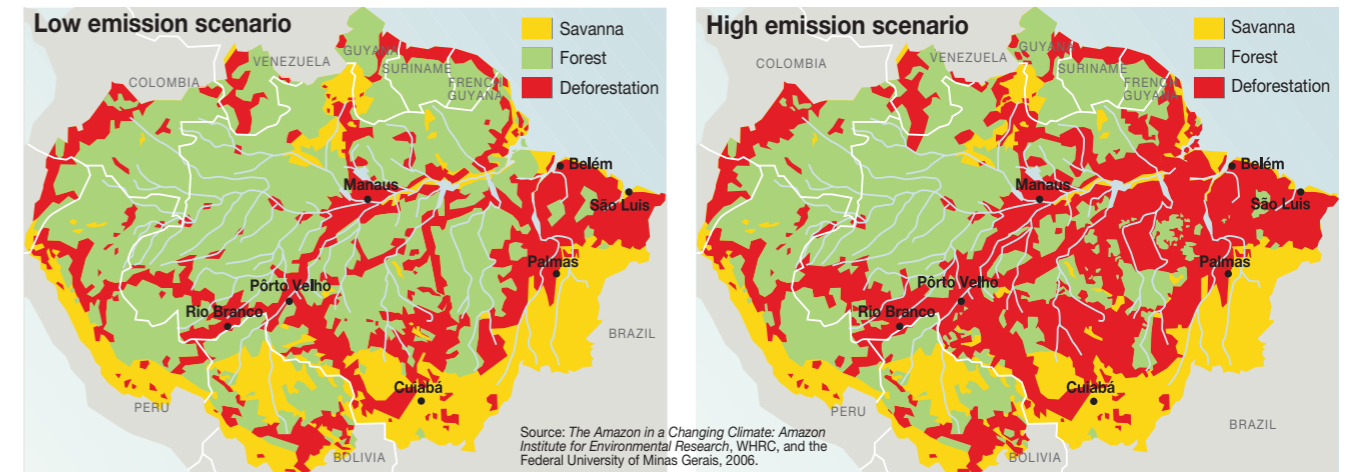 Low emission scenario
Savanna
Forest
Deforestation
COLOMBIA
VENEZUELA
GUYANA
SURINAME
FRENCH
GUYANA
Belém
São Luis
Manaus
Palmas
Pôrto Velho
Rio Branco
Cuiabá
BRAZIL
PERU
BOLIVIA
High emission scenario
Savanna
Forest
Deforestation
COLOMBIA
VENEZUELA
GUYANA
SURINAME
FRENCH
GUYANA
Belém
São Luis
Manaus
Palmas
Pôrto Velho
Rio Branco
Cuiabá
PERU
BRAZIL
BOLIVIA
Source: The Amazon in a Changing Climate: Amazon
Institute for Environmental Research, WHRC, and the
Federal University of Minas Gerais, 2006.